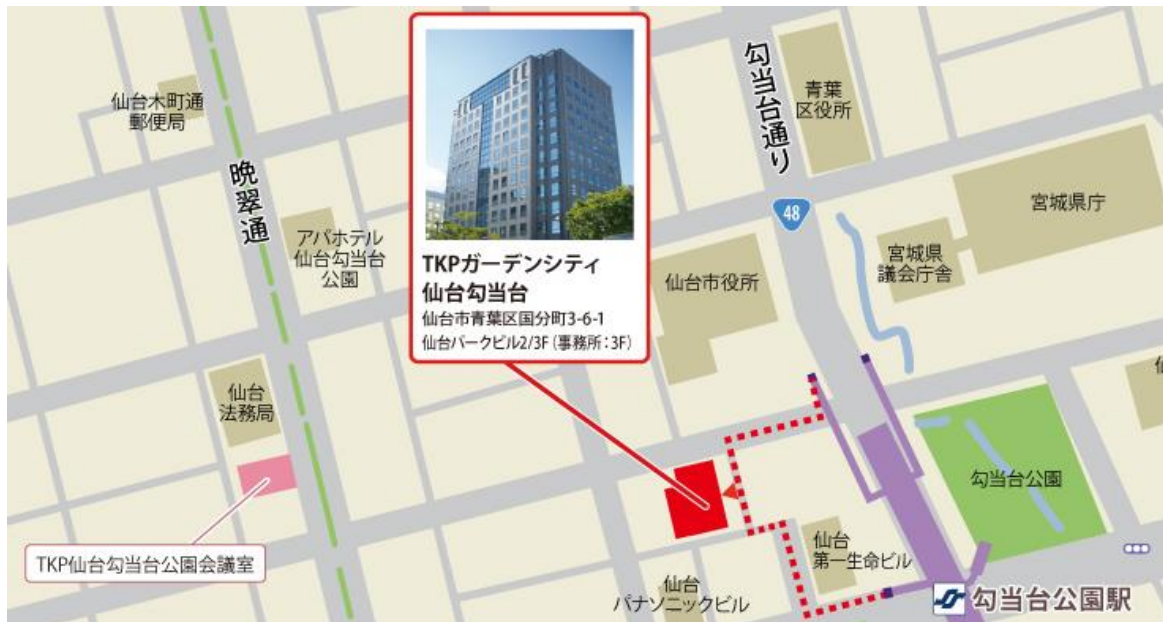 仙台木町通
郵便局
晩翠通
アパホテル
仙台勾当台
公園
TKPガーデンシティ
仙台勾当台
仙台市青葉区国分町3-6-1
仙台パークビル2/3F（事務所：3F）
勾当台通り
青葉
区役所
48
宮城県庁
宮城県
議会庁舎
仙台市役所
仙台
法務局
勾当台公園
TKP仙台勾当台公園会議室
仙台
第一生命ビル
仙台
パナソニックビル
勾当台公園駅